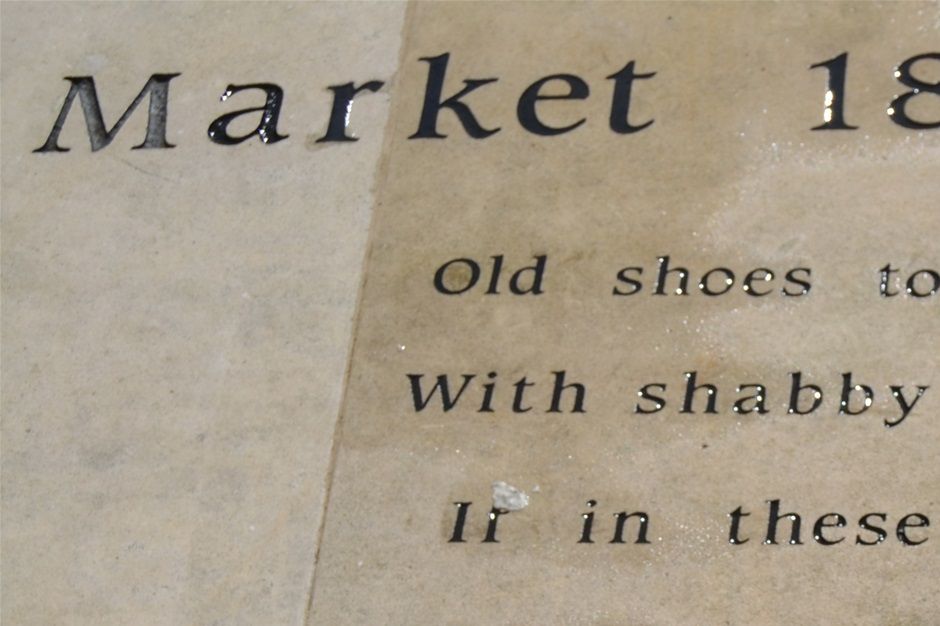 Market 18
Old shoes to
With shabby
If in these